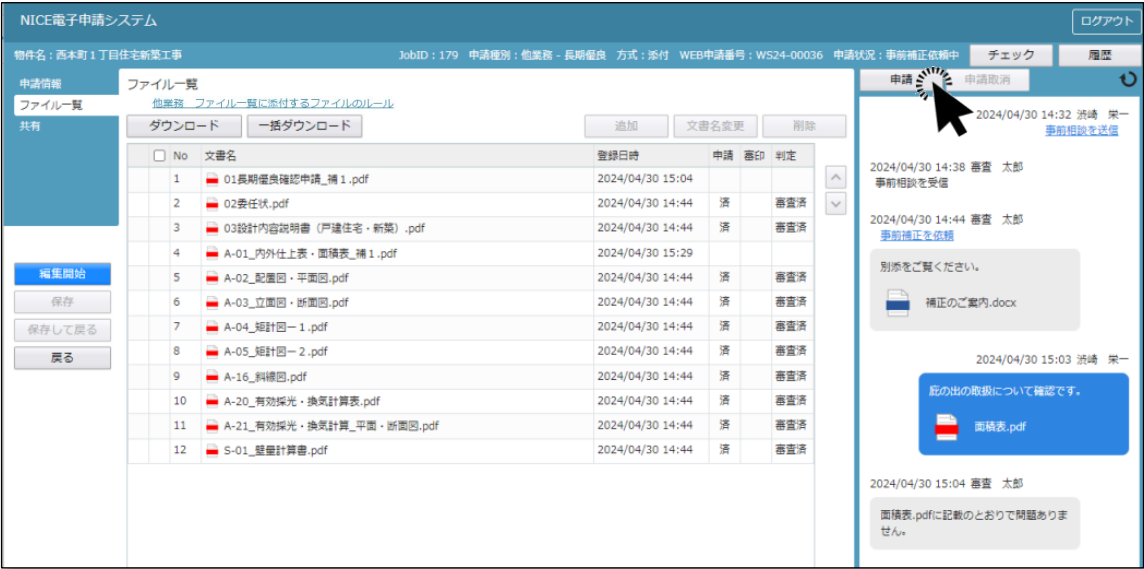 NICE電子申請システム
ログアウト
物件名：西本町１丁目住宅新築工事 JobID：179 申請種別：他業務 - 長期優良 方式：添付 WEB申請番号：WS24-00036 申請状況：事前補正依頼中 チェック 履歴
申請情報
ファイル一覧
共有
編集開始
保存
保存して戻る
戻る
ファイル一覧
他業務 ファイル一覧に添付するファイルのルール
ダウンロード 一括ダウンロード 追加 文書名変更 削除
No 文書名 登録日時 申請 審印 判定
1 01長期優良確認申請_補１.pdf 2024/04/30 15:04
2 02委任状.pdf 2024/04/30 14:44 済 審査済
3 03設計内容説明書（戸建住宅・新築）.pdf 2024/04/30 14:44 済 審査済
4 A-01_内外仕上表・面積表_補１.pdf 2024/04/30 15:29
5 A-02_配置図・平面図.pdf 2024/04/30 14:44 済 審査済
6 A-03_立面図・断面図.pdf 2024/04/30 14:44 済 審査済
7 A-04_矩計図－１.pdf 2024/04/30 14:44 済 審査済
8 A-05_矩計図－２.pdf 2024/04/30 14:44 済 審査済
9 A-16_斜線図.pdf 2024/04/30 14:44 済 審査済
10 A-20_有効採光・換気計算表.pdf 2024/04/30 14:44 済 審査済
11 A-21_有効採光・換気計算_平面・断面図.pdf 2024/04/30 14:44 済 審査済
12 S-01_壁量計算書.pdf 2024/04/30 14:44 済 審査済
申請 申請取消
2024/04/30 14:32 渋崎 栄一
事前相談を送信
2024/04/30 14:38 審査 太郎
事前相談を受信
2024/04/30 14:44 審査 太郎
事前補正を依頼
別添をご覧ください。
補正のご案内.docx
2024/04/30 15:03 渋崎 栄一
庇の出の取扱について確認です。
面積表.pdf
2024/04/30 15:04 審査 太郎
面積表.pdfに記載のとおりで問題ありま
せん。